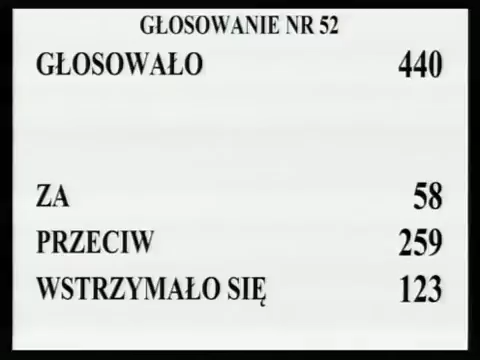 GŁOSOWANIE NR 52
GŁOSOWAŁO 440
ZA 58
PRZECIW 259
WSTRZYMAŁO SIĘ 123